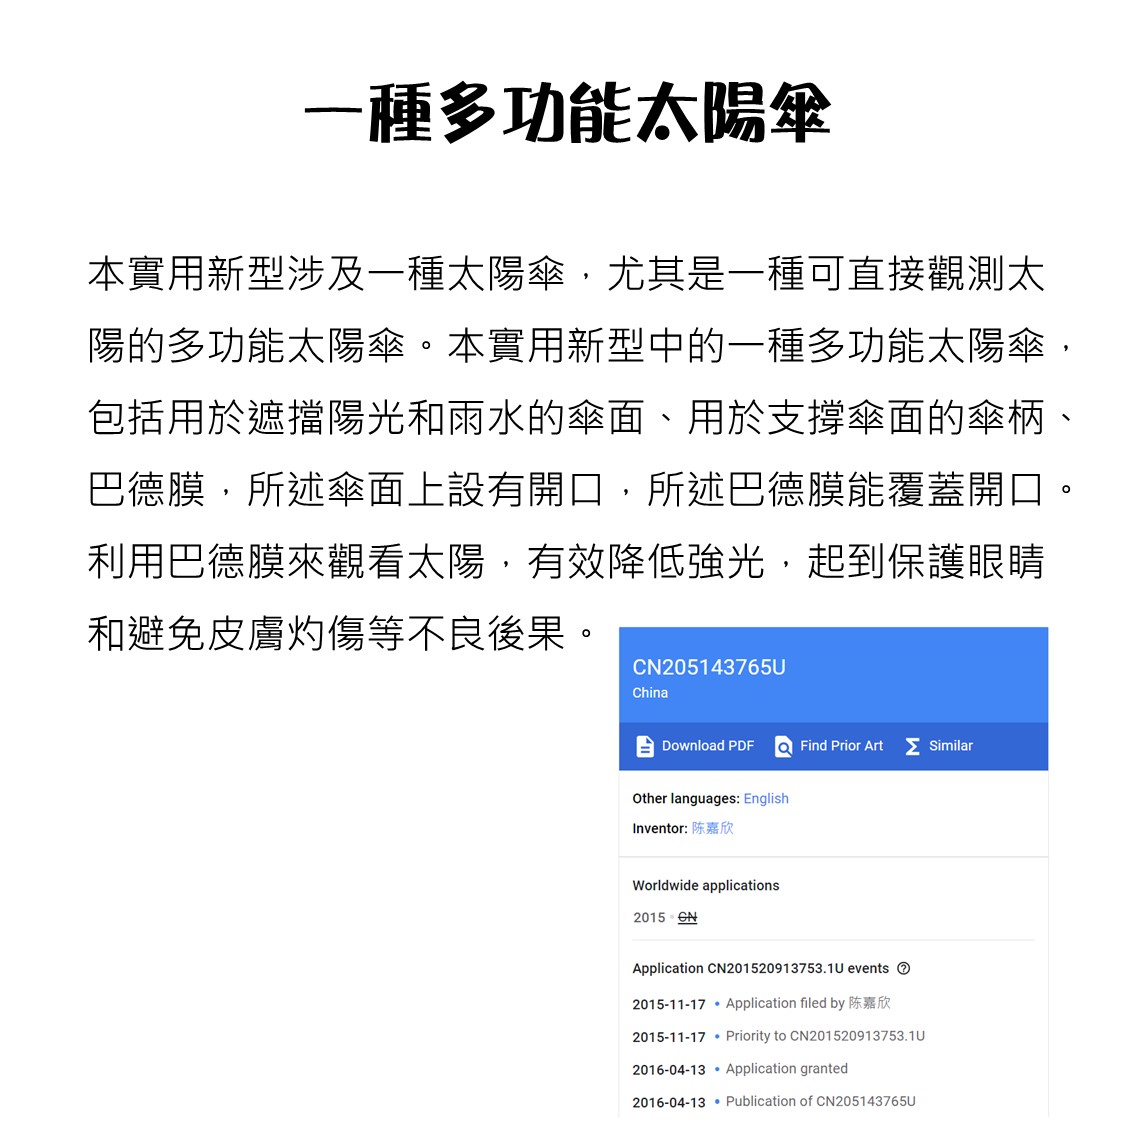 一種多功能太陽傘
本實用新型涉及一種太陽傘，尤其是一種可直接觀測太
陽的多功能太陽傘。本實用新型中的一種多功能太陽傘，
包括用於遮擋陽光和雨水的傘面、用於支撐傘面的傘柄、
巴德膜，所述傘面上設有開口，所述巴德膜能覆蓋開口。
利用巴德膜來觀看太陽，有效降低強光，起到保護眼睛
和避免皮膚灼傷等不良後果。
CN205143765U
China
Download PDF Find Prior Art Similar
Other languages: English
Inventor: 陈嘉欣
Worldwide applications
2015 CN
Application CN201520913753.1U events
2015-11-17 • Application filed by 陈嘉欣
2015-11-17 • Priority to CN201520913753.1U
2016-04-13 • Application granted
2016-04-13 • Publication of CN205143765U